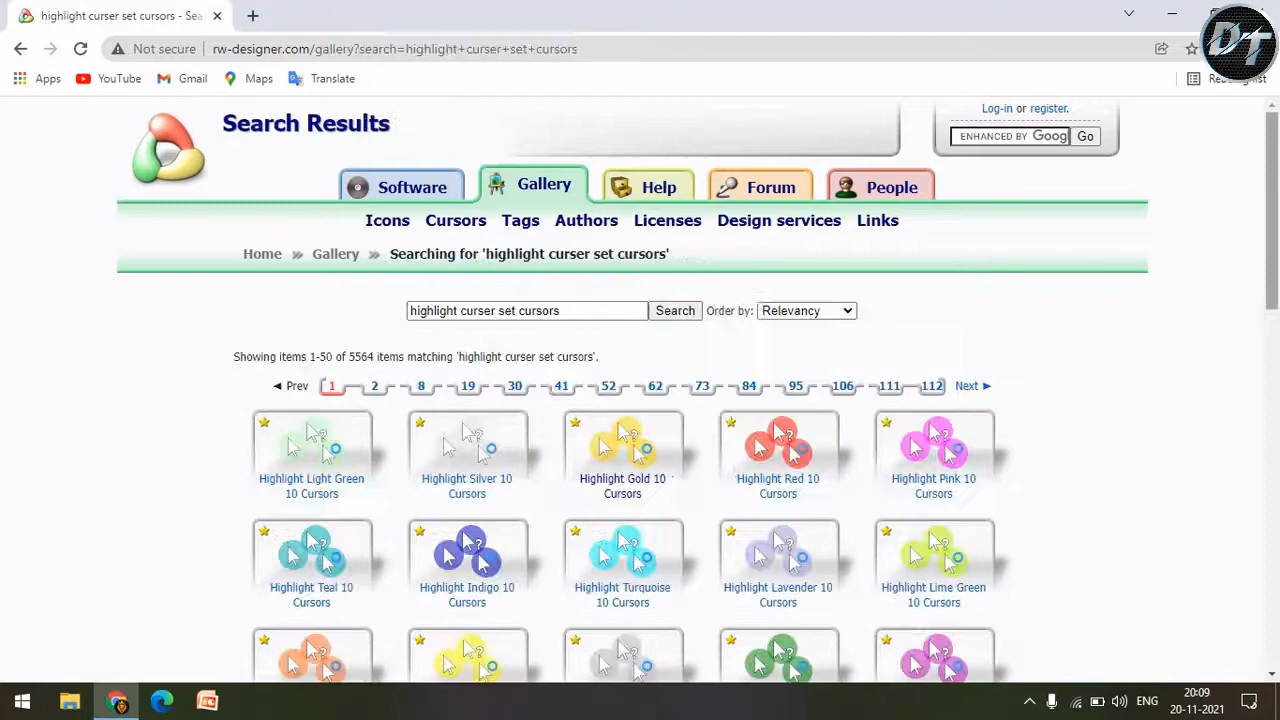 highlight curser set cursors - Sea
DT
Not secure rw-designer.com/gallery?search=highlight+curser+set+cursors
Apps YouTube Gmail Maps Translate list
Log-in or register.
Search Results
ENHANCED BY Goog Go
Software Gallery Help Forum People
Icons Cursors Tags Authors Licenses Design services Links
Home » Gallery » Searching for 'highlight curser set cursors'
highlight curser set cursors Search Order by: Relevancy
Showing items 1-50 of 5564 items matching 'highlight curser set cursors'.
◄ Prev 1 2 8 19 30 41 52 62 73 84 95 106 111 112 Next ►
Highlight Light Green 10 Cursors
Highlight Silver 10 Cursors
Highlight Gold 10 Cursors
Highlight Red 10 Cursors
Highlight Pink 10 Cursors
Highlight Teal 10 Cursors
Highlight Indigo 10 Cursors
Highlight Turquoise 10 Cursors
Highlight Lavender 10 Cursors
Highlight Lime Green 10 Cursors
ENG
20:09
20-11-2021